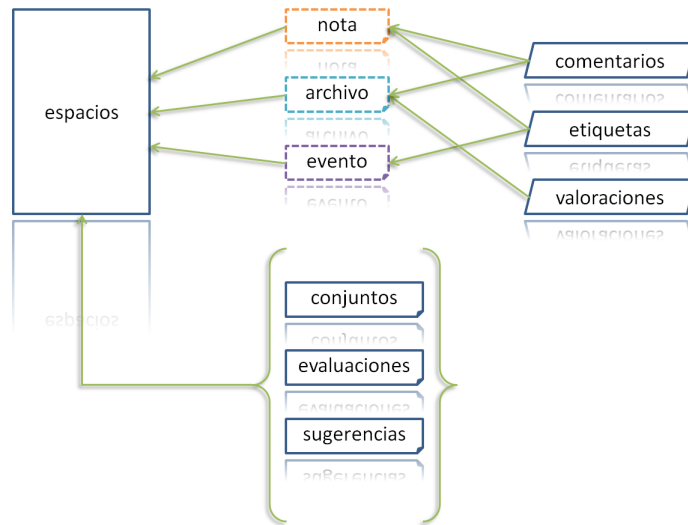 espacios
nota
archivo
evento
comentarios
etiquetas
valoraciones
conjuntos
evaluaciones
sugerencias